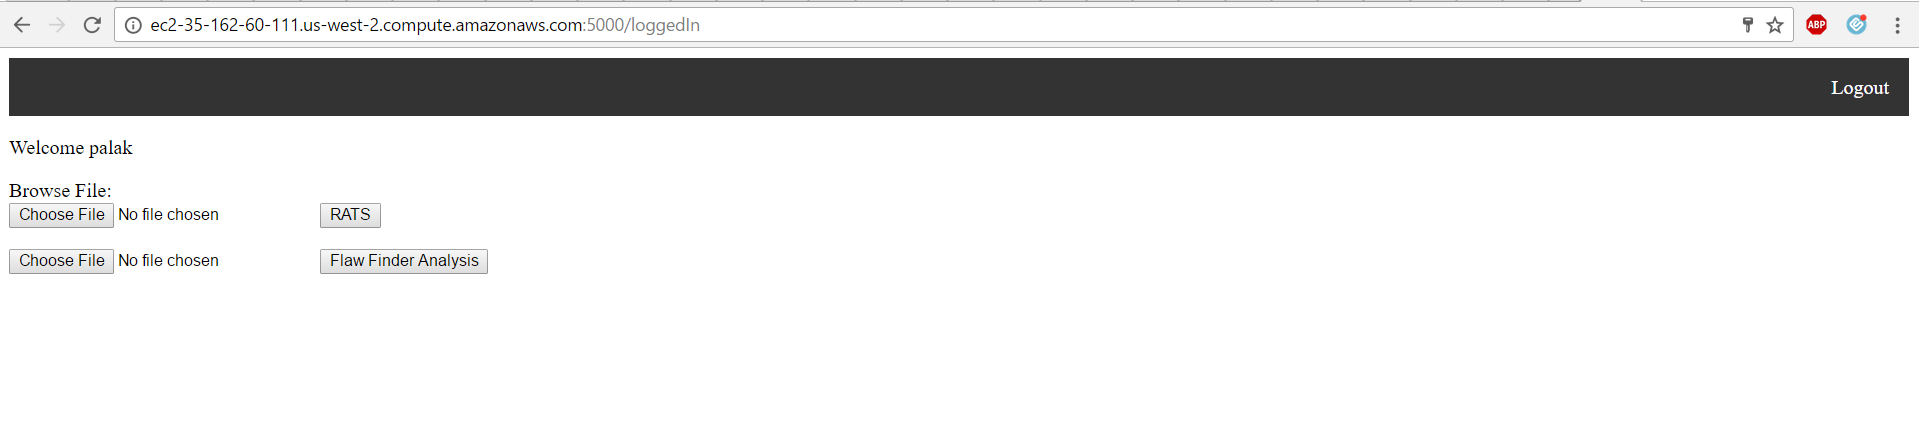 ec2-35-162-60-111.us-west-2.compute.amazonaws.com:5000/loggedIn
ABP
Logout
Welcome palak
Browse File:
Choose File No file chosen RATS
Choose File No file chosen Flaw Finder Analysis